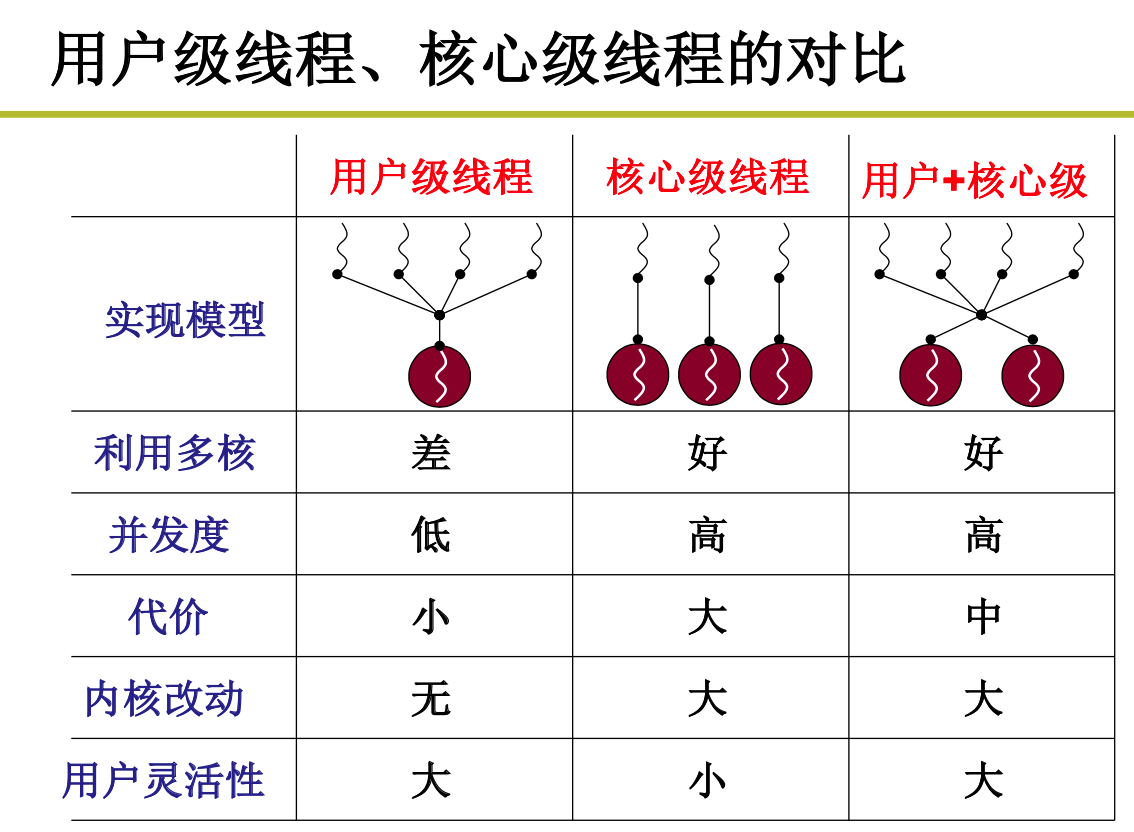 用户级线程、核心级线程的对比
用户级线程 核心级线程 用户+核心级
实现模型
利用多核 差 好 好
并发度 低 高 高
代价 小 大 中
内核改动 无 大 大
用户灵活性 大 小 大